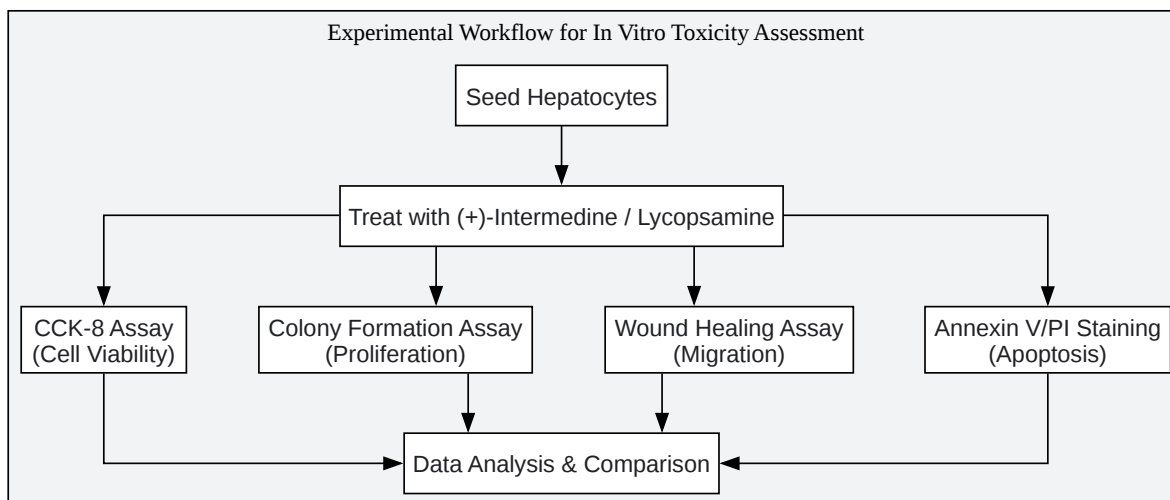 Experimental Workflow for In Vitro Toxicity Assessment
Seed Hepatocytes
Treat with (+)-Intermedine / Lycopsamine
CCK-8 Assay
(Cell Viability)
Colony Formation Assay
(Proliferation)
Wound Healing Assay
(Migration)
Annexin V/PI Staining
(Apoptosis)
Data Analysis & Comparison